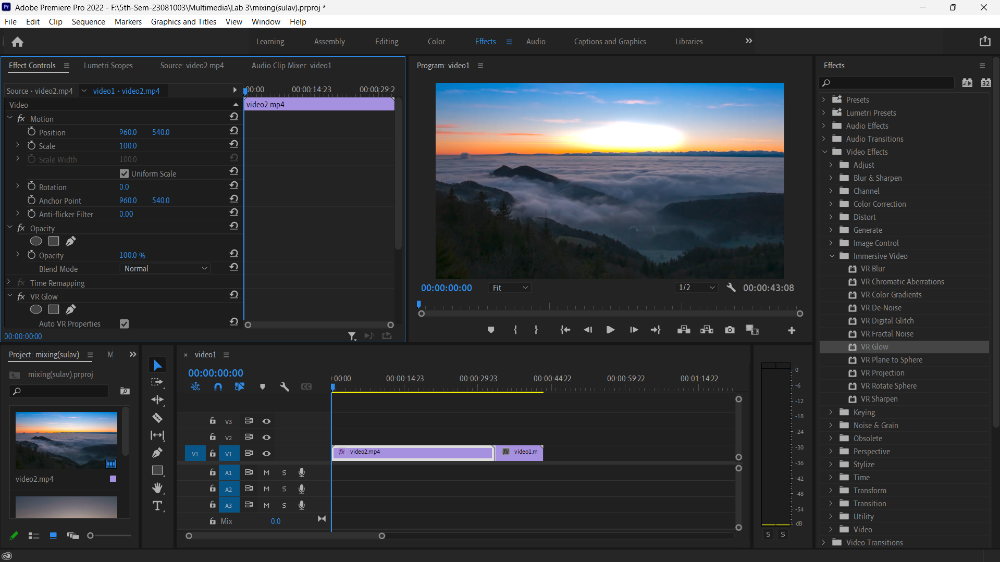 Pr Adobe Premiere Pro 2022 - F:\5th-Sem-23081003\Multimedia\Lab 3\mixing(sulav).prproj *
File Edit Clip Sequence Markers Graphics and Titles View Window Help
Learning Assembly Editing Color Effects Audio Captions and Graphics Libraries
Effect Controls Lumetri Scopes Source: video2.mp4 Audio Clip Mixer: video1
Source • video2.mp4 video1 • video2.mp4
:00:00 00:00:14:23 00:00:29:2
Video
video2.mp4
fx Motion
Position 960.0 540.0
Scale 100.0
Scale Width 100.0
Uniform Scale
Rotation 0.0
Anchor Point 960.0 540.0
Anti-flicker Filter 0.00
fx Opacity
Opacity 100.0 %
Blend Mode Normal
fx Time Remapping
fx VR Glow
Auto VR Properties
00:00:00:00
Program: video1
00:00:00:00 Fit 1/2 00:00:43:08
Effects
32
Presets
Lumetri Presets
Audio Effects
Audio Transitions
Video Effects
Adjust
Blur & Sharpen
Channel
Color Correction
Distort
Generate
Image Control
Immersive Video
VR Blur
VR Chromatic Aberrations
VR Color Gradients
VR De-Noise
VR Digital Glitch
VR Fractal Noise
VR Glow
VR Plane to Sphere
VR Projection
VR Rotate Sphere
VR Sharpen
Keying
Noise & Grain
Obsolete
Perspective
Stylize
Time
Transform
Transition
Utility
Video
Video Transitions
Project: mixing(sulav) M
mixing(sulav).prproj
video2.mp4
T
× video1
00:00:00:00
CC
:00:00 00:00:14:23 00:00:29:23 00:00:44:22 00:00:59:22 00:01:14:22
V3
V2
V1 V1
fx video2.mp4 fx video1.m
A1 M S
A2 M S
A3 M S
Mix 0.0
0
-6
-12
-18
-24
-30
-36
-42
-48
-54
dB
S S